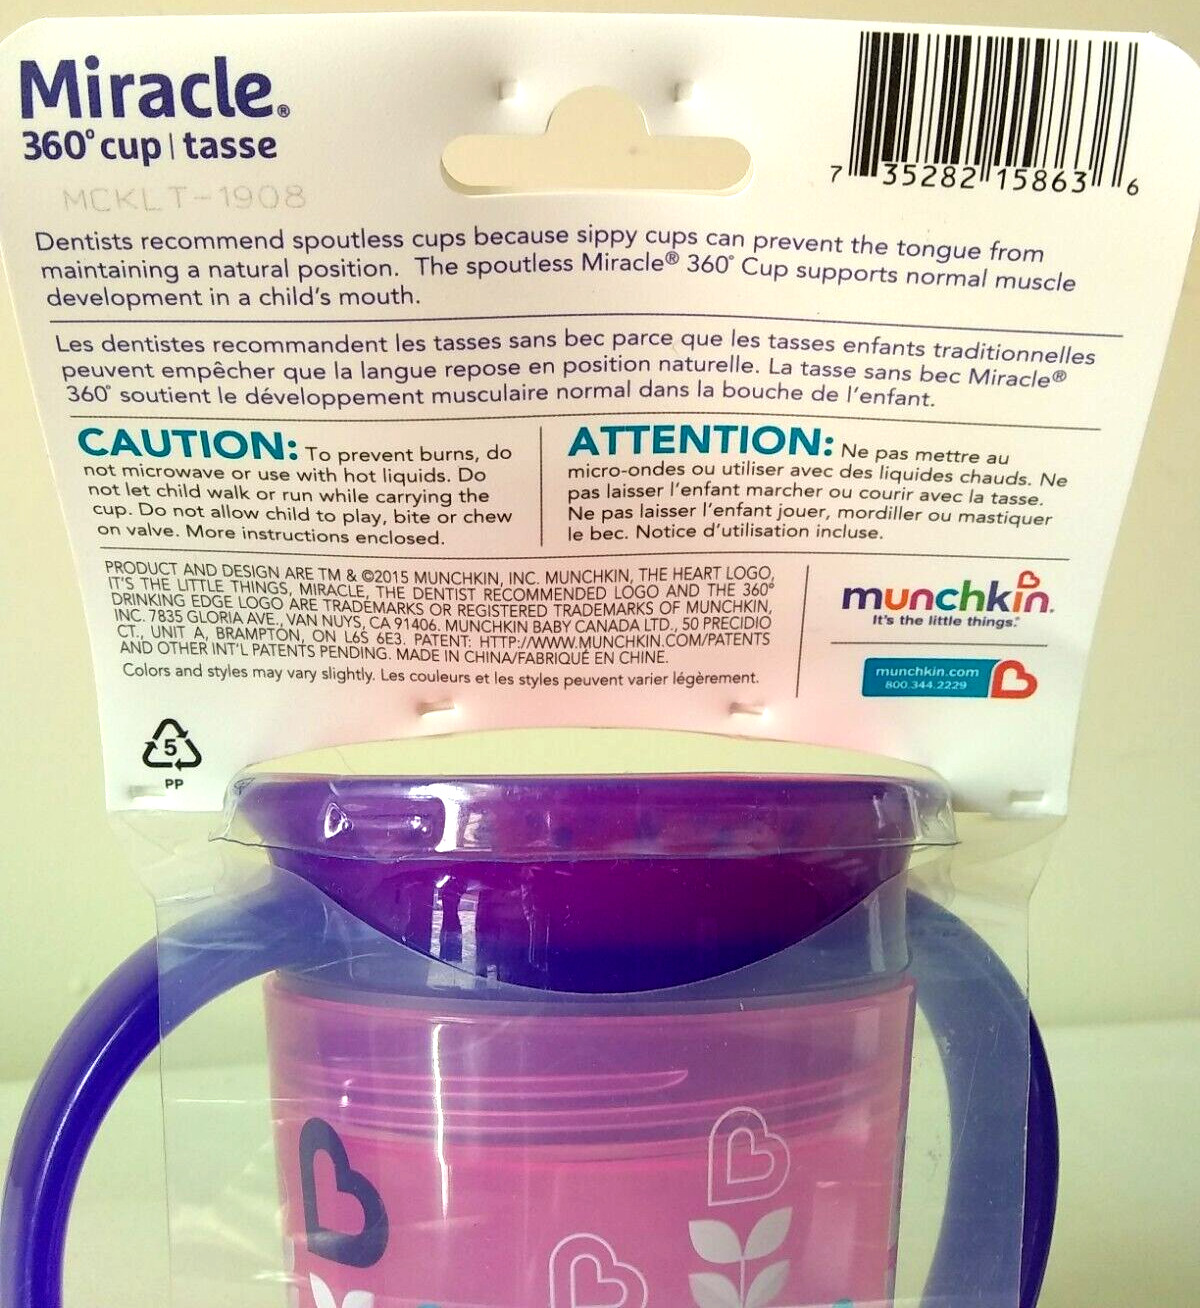 Miracle®
360° cup | tasse
MCKLT-1908
7 35282 15863 6
Dentists recommend spoutless cups because sippy cups can prevent the tongue from
maintaining a natural position. The spoutless Miracle® 360° Cup supports normal muscle
development in a child's mouth.
Les dentistes recommandent les tasses sans bec parce que les tasses enfants traditionnelles
peuvent empêcher que la langue repose en position naturelle. La tasse sans bec Miracle®
360° soutient le développement musculaire normal dans la bouche de l'enfant.
CAUTION: To prevent burns, do
not microwave or use with hot liquids. Do
not let child walk or run while carrying the
cup. Do not allow child to play, bite or chew
on valve. More instructions enclosed.
ATTENTION: Ne pas mettre au
micro-ondes ou utiliser avec des liquides chauds. Ne
pas laisser l'enfant marcher ou courir avec la tasse.
Ne pas laisser l'enfant jouer, mordiller ou mastiquer
le bec. Notice d'utilisation incluse.
PRODUCT AND DESIGN ARE TM & ©2015 MUNCHKIN, INC. MUNCHKIN, THE HEART LOGO,
IT'S THE LITTLE THINGS, MIRACLE, THE DENTIST RECOMMENDED LOGO AND THE 360°
DRINKING EDGE LOGO ARE TRADEMARKS OR REGISTERED TRADEMARKS OF MUNCHKIN,
INC. 7835 GLORIA AVE., VAN NUYS, CA 91406. MUNCHKIN BABY CANADA LTD., 50 PRECIDIO
CT., UNIT A, BRAMPTON, ON L6S 6E3. PATENT: HTTP://WWW.MUNCHKIN.COM/PATENTS
AND OTHER INT'L PATENTS PENDING. MADE IN CHINA/FABRIQUÉ EN CHINE.
Colors and styles may vary slightly. Les couleurs et les styles peuvent varier légèrement.
munchkin®
It's the little things.®
munchkin.com
800.344.2229
5
PP